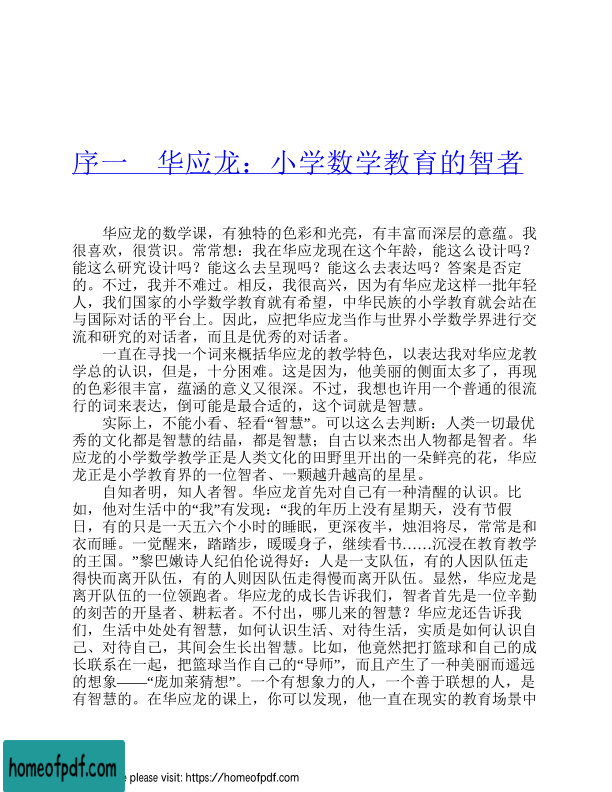 序一　华应龙：小学数学教育的智者
华应龙的数学课，有独特的色彩和光亮，有丰富而深层的意蕴。我
很喜欢，很赏识。常常想：我在华应龙现在这个年龄，能这么设计吗？
能这么研究设计吗？能这么去呈现吗？能这么去表达吗？答案是否定
的。不过，我并不难过。相反，我很高兴，因为有华应龙这样一批年轻
人，我们国家的小学数学教育就有希望，中华民族的小学教育就会站在
与国际对话的平台上。因此，应把华应龙当作与世界小学数学界进行交
流和研究的对话者，而且是优秀的对话者。
一直在寻找一个词来概括华应龙的教学特色，以表达我对华应龙教
学总的认识，但是，十分困难。这是因为，他美丽的侧面太多了，再现
的色彩很丰富，蕴涵的意义又很深。不过，我想也许用一个普通的很流
行的词来表达，倒可能是最合适的，这个词就是智慧。
实际上，不能小看、轻看“智慧”。可以这么去判断：人类一切最优
秀的文化都是智慧的结晶，都是智慧；自古以来杰出人物都是智者。华
应龙的小学数学教学正是人类文化的田野里开出的一朵鲜亮的花，华应
龙正是小学教育界的一位智者、一颗越升越高的星星。
自知者明，知人者智。华应龙首先对自己有一种清醒的认识。比
如，他对生活中的“我”有发现：“我的年历上没有星期天，没有节假
日，有的只是一天五六个小时的睡眠，更深夜半，烛泪将尽，常常是和
衣而睡。一觉醒来，踏踏步，暖暖身子，继续看书……沉浸在教育教学
的王国。”黎巴嫩诗人纪伯伦说得好：人是一支队伍，有的人因队伍走
得快而离开队伍，有的人则因队伍走得慢而离开队伍。显然，华应龙是
离开队伍的一位领跑者。华应龙的成长告诉我们，智者首先是一位辛勤
的刻苦的开垦者、耕耘者。不付出，哪儿来的智慧？华应龙还告诉我
们，生活中处处有智慧，如何认识生活、对待生活，实质是如何认识自
己、对待自己，其间会生长出智慧。比如，他竟然把打篮球和自己的成
长联系在一起，把篮球当作自己的“导师”，而且产生了一种美丽而遥远
的想象——“庞加莱猜想”。一个有想象力的人，一个善于联想的人，是
有智慧的。在华应龙的课上，你可以发现，他一直在现实的教育场景中
homeofpdf.com
please visit: https://homeofpdf.com